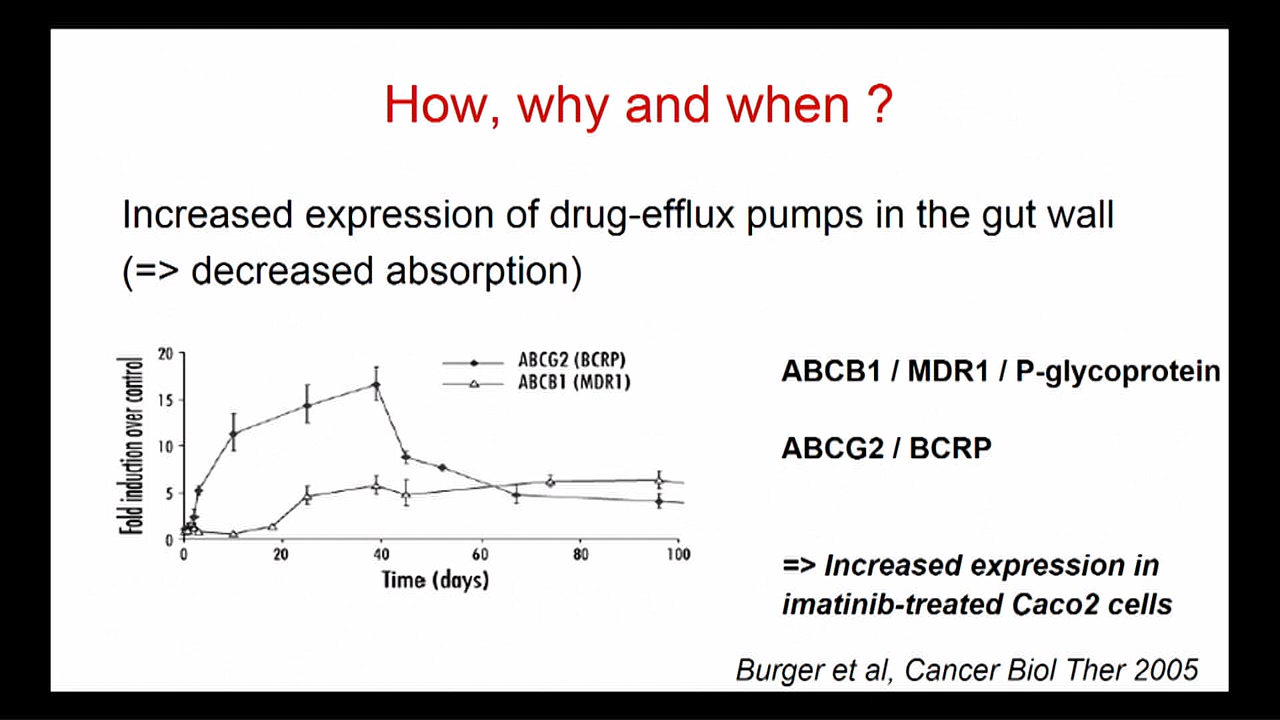 How, why and when ?
Increased expression of drug-efflux pumps in the gut wall
(=> decreased absorption)
Fold induction over control
20
15
10
5
0
ABCG2 (BCRP)
ABCB1 (MDR1)
0 20 40 60 80 100
Time (days)
ABCB1 / MDR1 / P-glycoprotein
ABCG2 / BCRP
=> Increased expression in
imatinib-treated Caco2 cells
Burger et al, Cancer Biol Ther 2005